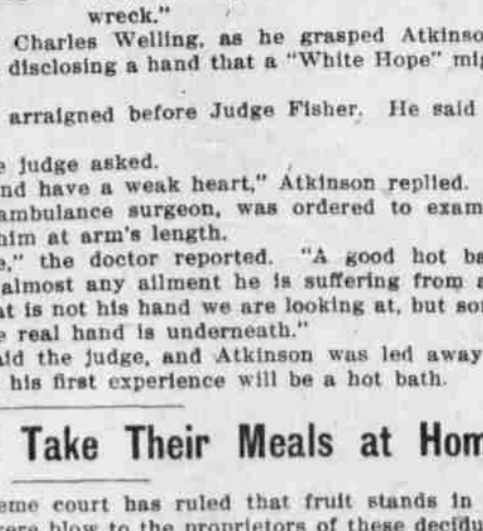 wreck."
Charles Welling, as he grasped Atkinso
disclosing a hand that a "White Hope" mig
arraigned before Judge Fisher. He said
e judge asked.
nd have a weak heart," Atkinson replied.
ambulance surgeon, was ordered to exam
him at arm's length.
e," the doctor reported. "A good hot ba
almost any ailment he is suffering from a
at is not his hand we are looking at, but so
e real hand is underneath."
aid the judge, and Atkinson was led away
his first experience will be a hot bath.
Take Their Meals at Hom
eme court has ruled that fruit stands in
vere blow to the proprietors of these decidu